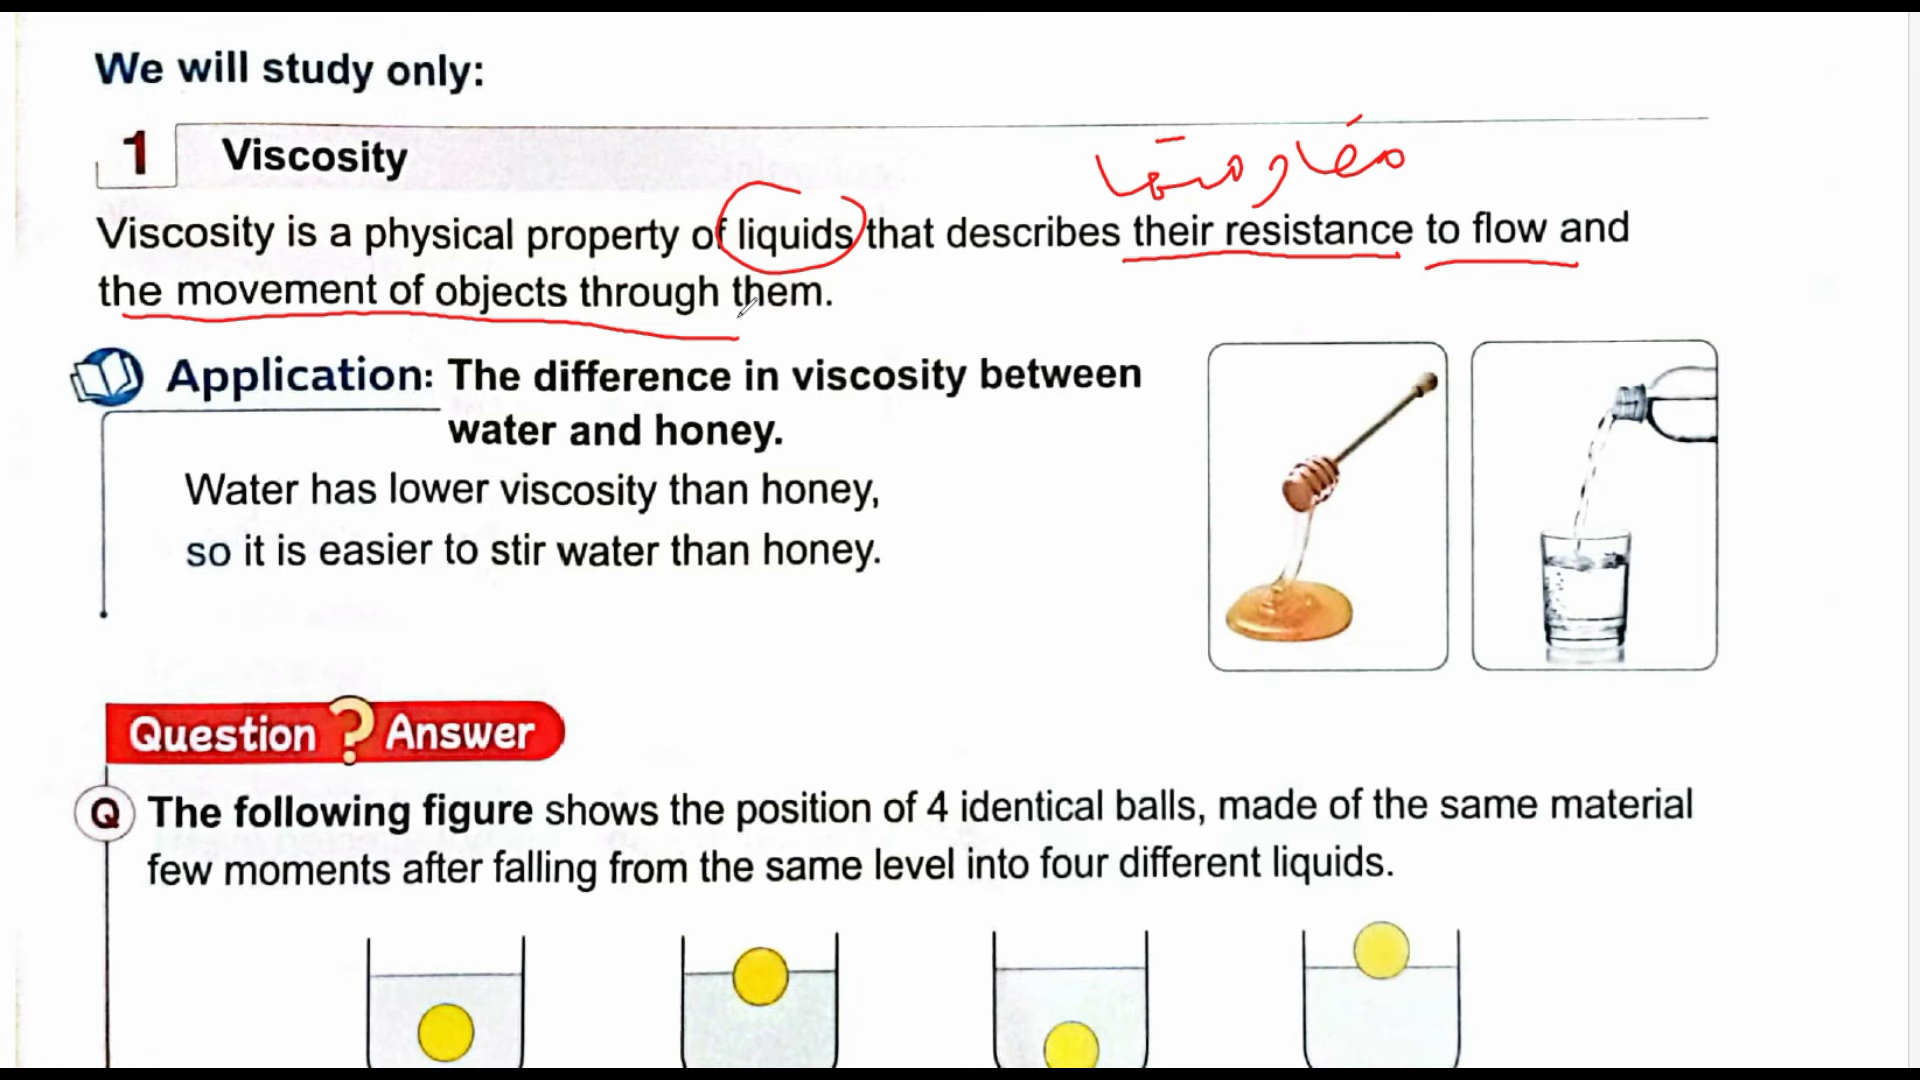 We will study only:
1 Viscosity
مقاومتها
Viscosity is a physical property of liquids that describes their resistance to flow and
the movement of objects through them.
Application: The difference in viscosity between
water and honey.
Water has lower viscosity than honey,
so it is easier to stir water than honey.
Question ? Answer
Q The following figure shows the position of 4 identical balls, made of the same material
few moments after falling from the same level into four different liquids.